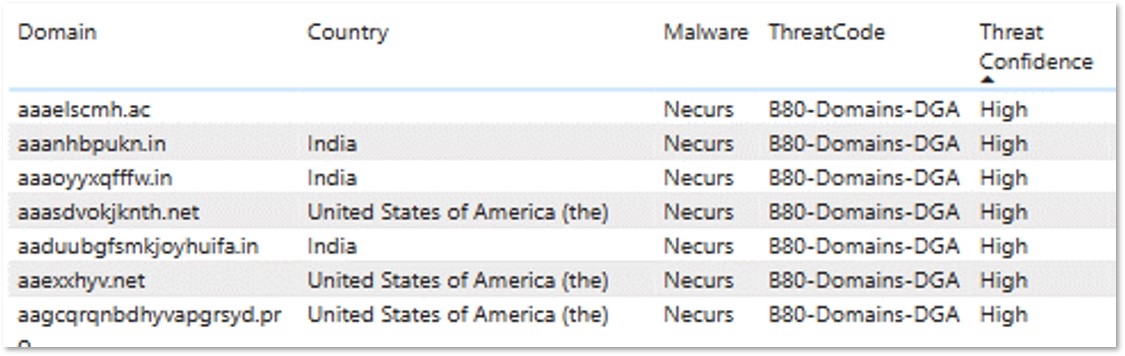 Domain Country Malware ThreatCode Threat
Confidence
aaaelscmh.ac Necurs B80-Domains-DGA High
aaanhbpukn.in India Necurs B80-Domains-DGA High
aaaoyyxqfffw.in India Necurs B80-Domains-DGA High
aaasdvokjknth.net United States of America (the) Necurs B80-Domains-DGA High
aaduubgfsmkjoyhuifa.in India Necurs B80-Domains-DGA High
aaexxhyv.net United States of America (the) Necurs B80-Domains-DGA High
aagcqrqnbdhyvapgrsyd.pr United States of America (the) Necurs B80-Domains-DGA High